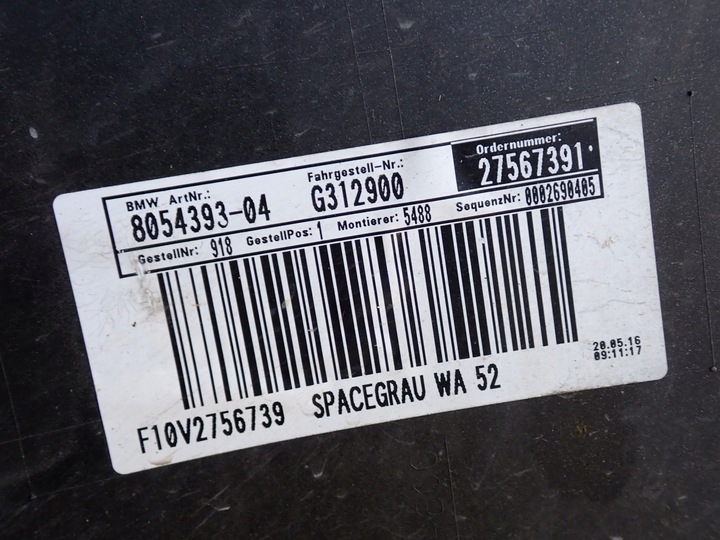 BMW ArtNr.: Fahrgestell-Nr.: Ordernummer:
8054393-04 G312900 27567391
GestellNr: 918 GestellPos: 1 Montierer: 5488 SequenzNr: 0002690405
20.05.16
09:11:17
F10V2756739 SPACEGRAU WA 52